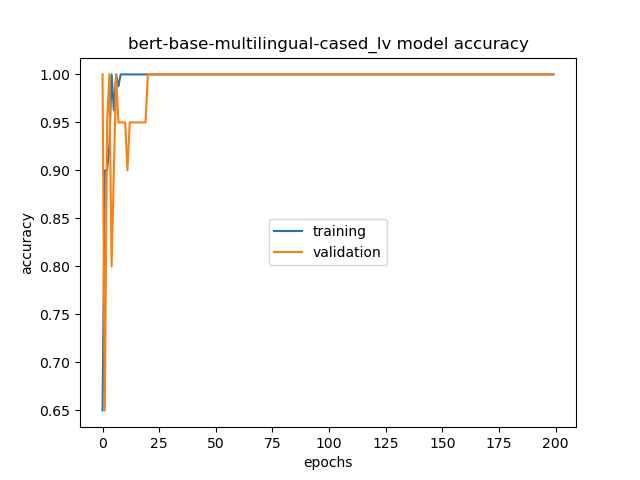 bert-base-multilingual-cased_lv model accuracy
1.00
0.95
0.90
0.85
0.80
0.75
0.70
0.65
accuracy
training
validation
0 25 50 75 100 125 150 175 200
epochs